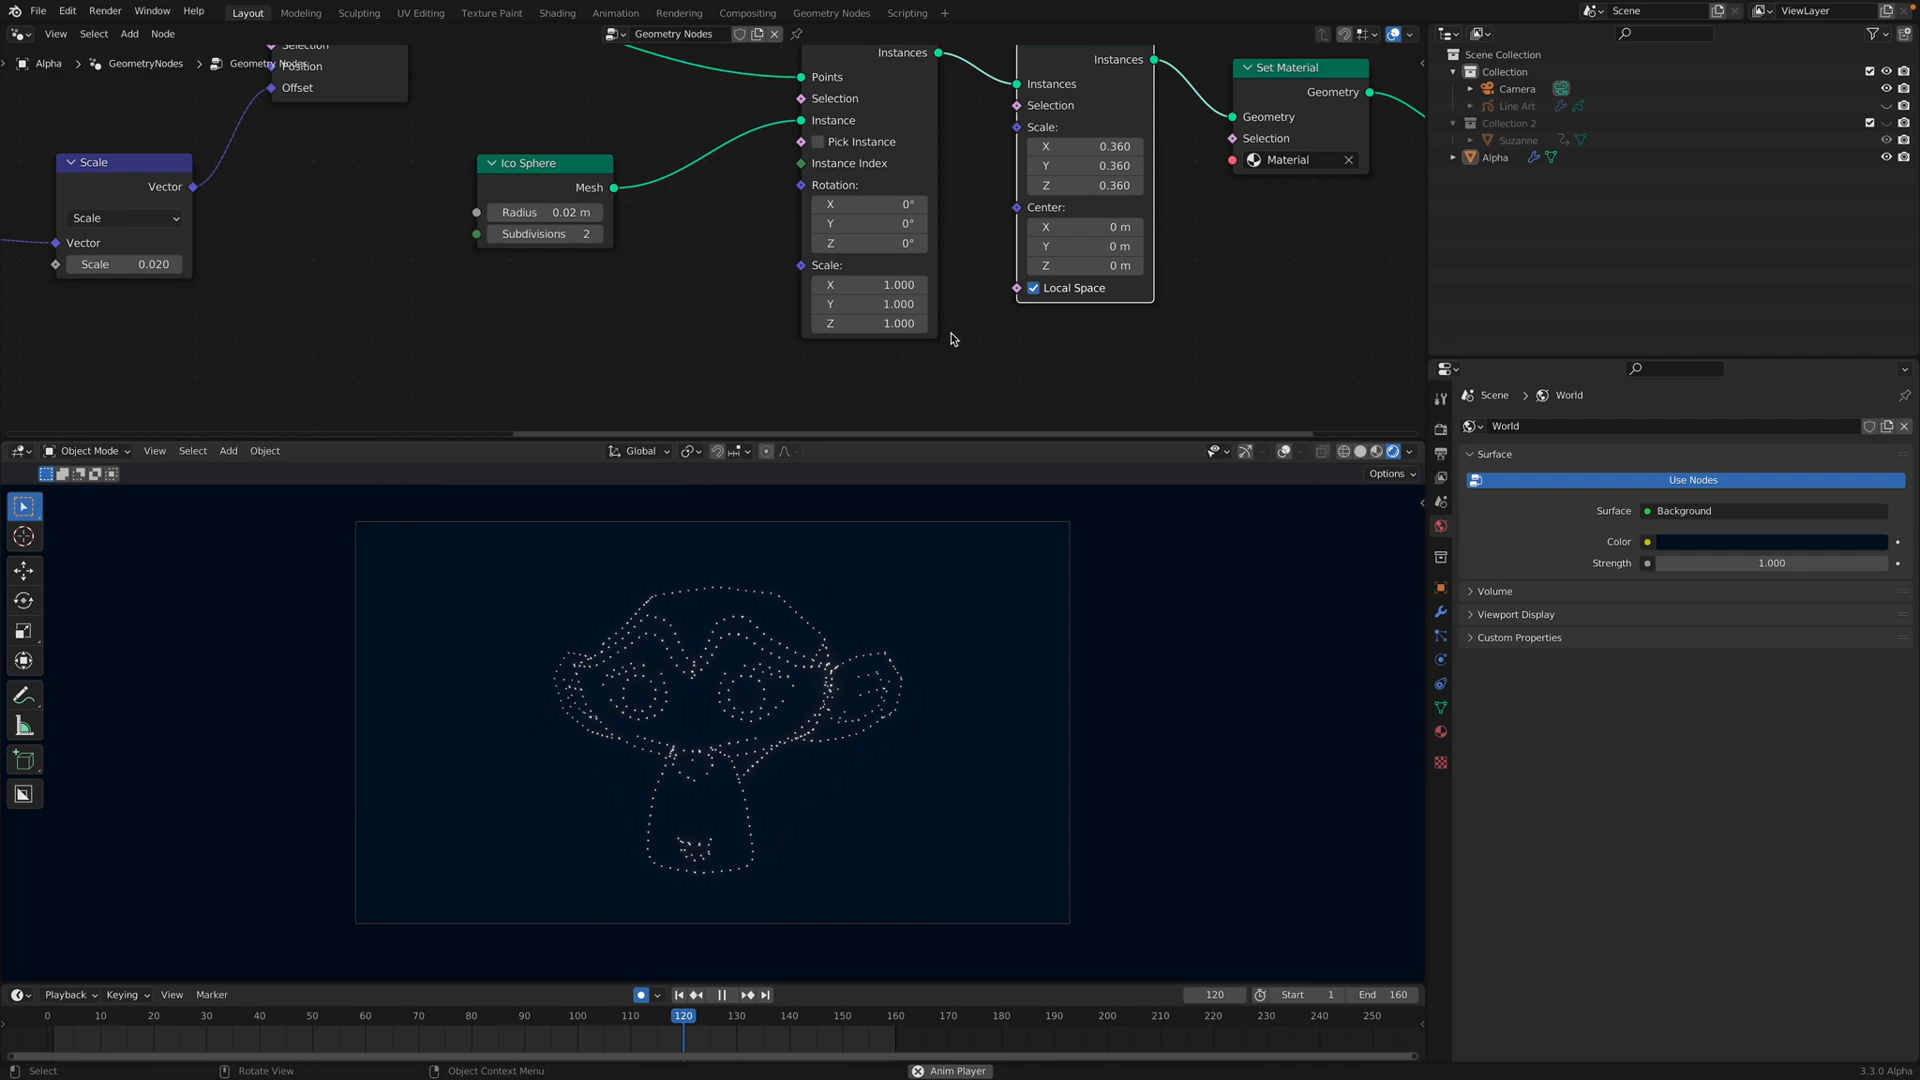 File Edit Render Window Help Layout Modeling Sculpting UV Editing Texture Paint Shading Animation Rendering Compositing Geometry Nodes Scripting + Scene ViewLayer
View Select Add Node Geometry Nodes
Alpha > GeometryNodes > Geometry Nodes
Selection
Position
Offset
Scale
Vector
Scale
Vector
Scale 0.020
Ico Sphere
Mesh
Radius 0.02 m
Subdivisions 2
Instances
Points
Selection
Instance
Pick Instance
Instance Index
Rotation:
X 0°
Y 0°
Z 0°
Scale:
X 1.000
Y 1.000
Z 1.000
Instances
Instances
Selection
Scale:
X 0.360
Y 0.360
Z 0.360
Center:
X 0 m
Y 0 m
Z 0 m
Local Space
Set Material
Geometry
Geometry
Selection
Material
Scene Collection
Collection
Camera
Line Art
Collection 2
Suzanne
Alpha
Scene > World
World
Surface
Use Nodes
Surface Background
Color
Strength 1.000
Volume
Viewport Display
Custom Properties
Object Mode View Select Add Object Global
Options
Playback Keying View Marker 120 Start 1 End 160
0 10 20 30 40 50 60 70 80 90 100 110 120 130 140 150 160 170 180 190 200 210 220 230 240 250
Select Rotate View Object Context Menu Anim Player 3.3.0 Alpha